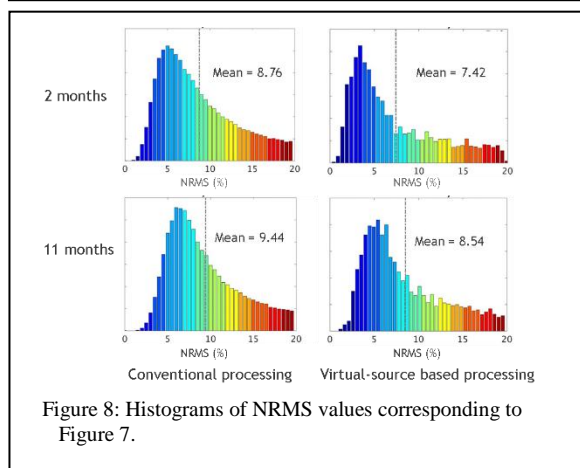 Mean = 8.76
Mean = 7.42
2 months
0 5 10 15 20
0 5 10 15 20
NRMS (%)
NRMS (%)
Mean = 9.44
Mean = 8.54
11 months
0 5 10 15 20
0 5 10 15 20
NRMS (%)
NRMS (%)
Conventional processing
Virtual-source based processing
Figure 8: Histograms of NRMS values corresponding to
Figure 7.